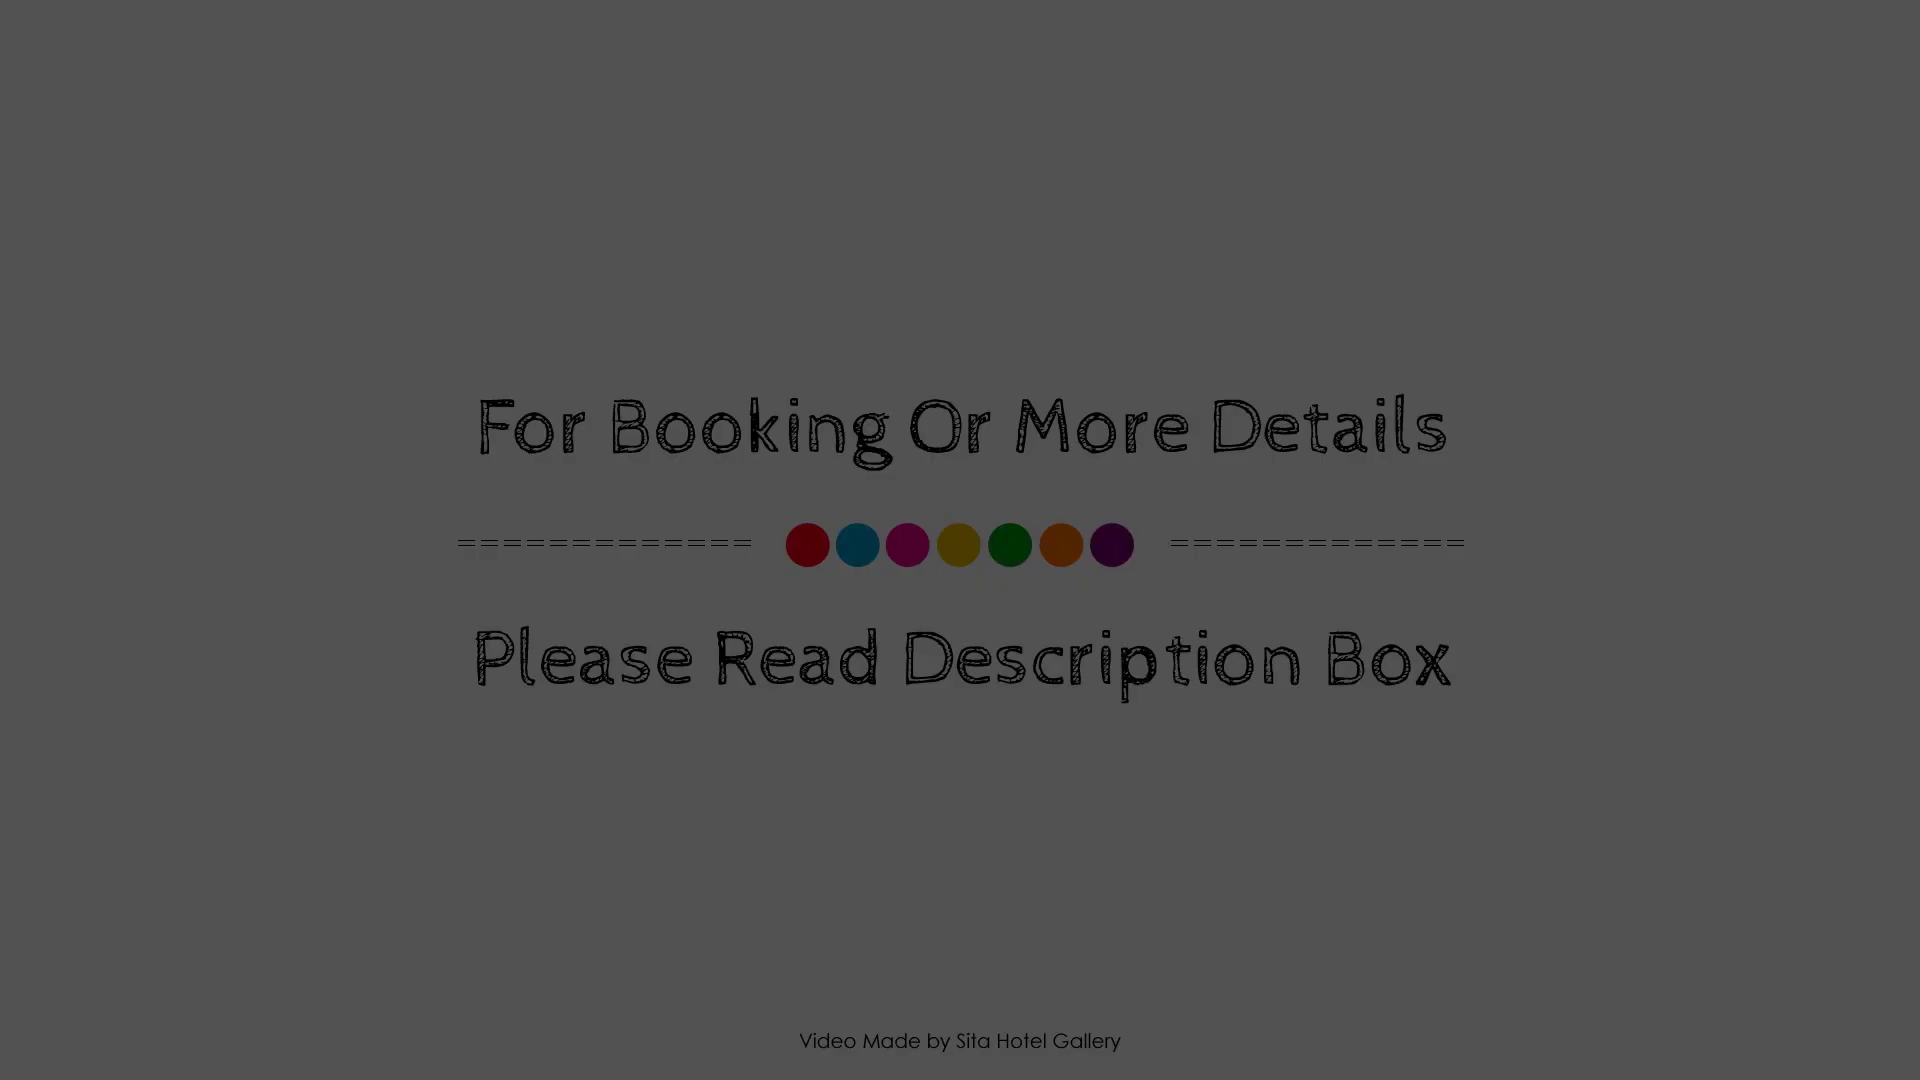 For Booking Or More Details
============= =============
Please Read Description Box
Video Made by Sita Hotel Gallery